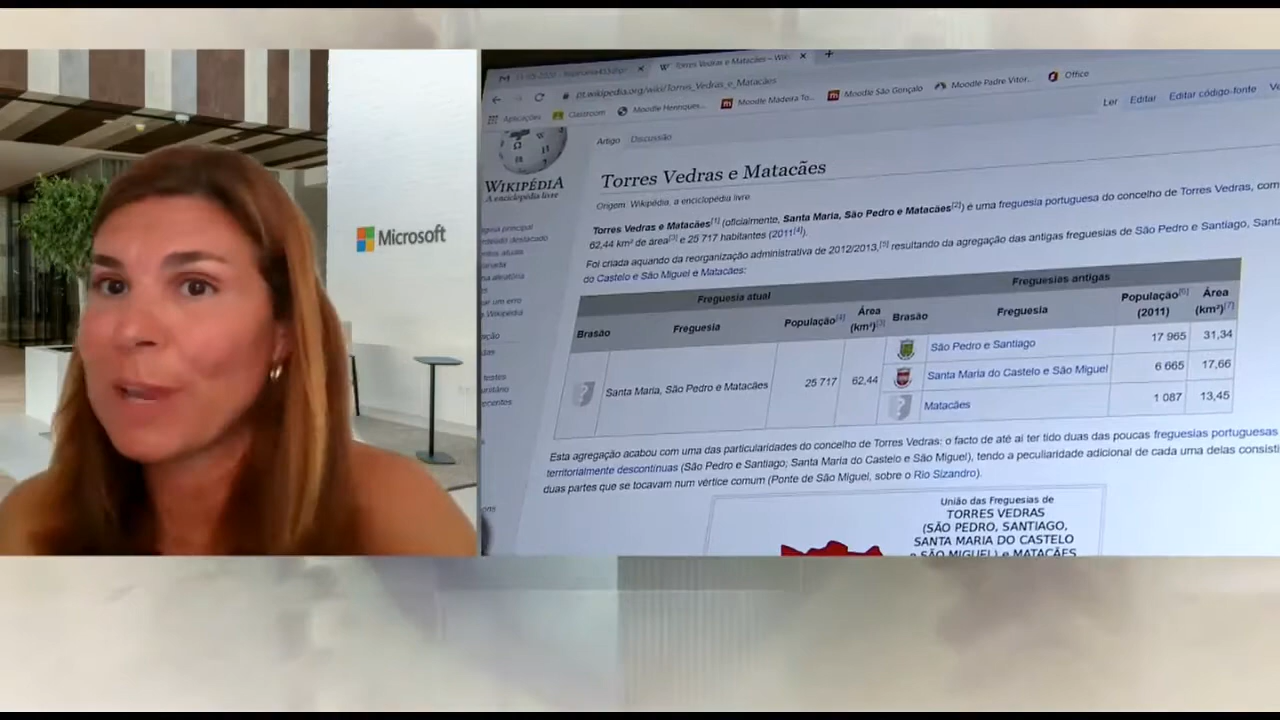 Microsoft
Torres Vedras e Matacães – Wiki
pt.wikipedia.org/wiki/Torres_Vedras_e_Matacães
Aplicações
Classroom
Moodle Henriques...
Moodle Madeira To...
Moodle São Gonçalo
Moodle Padre Vitor...
Office
Artigo Discussão
Ler Editar Editar código-fonte
WIKIPÉDIA
A enciclopédia livre
Torres Vedras e Matacães
Origem: Wikipédia, a enciclopédia livre
Torres Vedras e Matacães[1] (oficialmente, Santa Maria, São Pedro e Matacães[2]) é uma freguesia portuguesa do concelho de Torres Vedras, com
62,44 km² de área[3] e 25 717 habitantes (2011[4]).
Foi criada aquando da reorganização administrativa de 2012/2013,[5] resultando da agregação das antigas freguesias de São Pedro e Santiago, Santa
do Castelo e São Miguel e Matacães:
Freguesia atual
Freguesias antigas
Brasão Freguesia População[4] Área (km²)[3] Brasão Freguesia População[6] (2011) Área (km²)[7]
Santa Maria, São Pedro e Matacães 25 717 62,44
São Pedro e Santiago 17 965 31,34
Santa Maria do Castelo e São Miguel 6 665 17,66
Matacães 1 087 13,45
Esta agregação acabou com uma das particularidades do concelho de Torres Vedras: o facto de até aí ter tido duas das poucas freguesias portuguesas
territorialmente descontínuas (São Pedro e Santiago; Santa Maria do Castelo e São Miguel), tendo a peculiaridade adicional de cada uma delas consisti
duas partes que se tocavam num vértice comum (Ponte de São Miguel, sobre o Rio Sizandro).
União das Freguesias de
TORRES VEDRAS
(SÃO PEDRO, SANTIAGO,
SANTA MARIA DO CASTELO
e SÃO MIGUEL) e MATACÃES